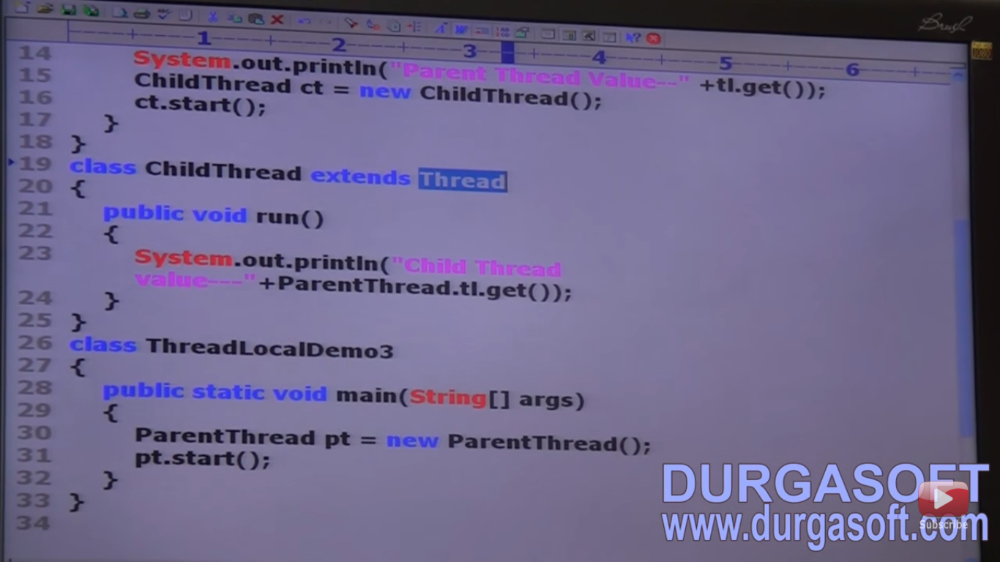 Brush
1 2 3 4 5 6
14 System.out.println("Parent Thread Value--" +tl.get());
15 ChildThread ct = new ChildThread();
16 ct.start();
17 }
18 }
19 class ChildThread extends Thread
20 {
21 public void run()
22 {
23 System.out.println("Child Thread
value---"+ParentThread.tl.get());
24 }
25 }
26 class ThreadLocalDemo3
27 {
28 public static void main(String[] args)
29 {
30 ParentThread pt = new ParentThread();
31 pt.start();
32 }
33 }
34
DURGASOFT
www.durgasoft.com
Subscribe